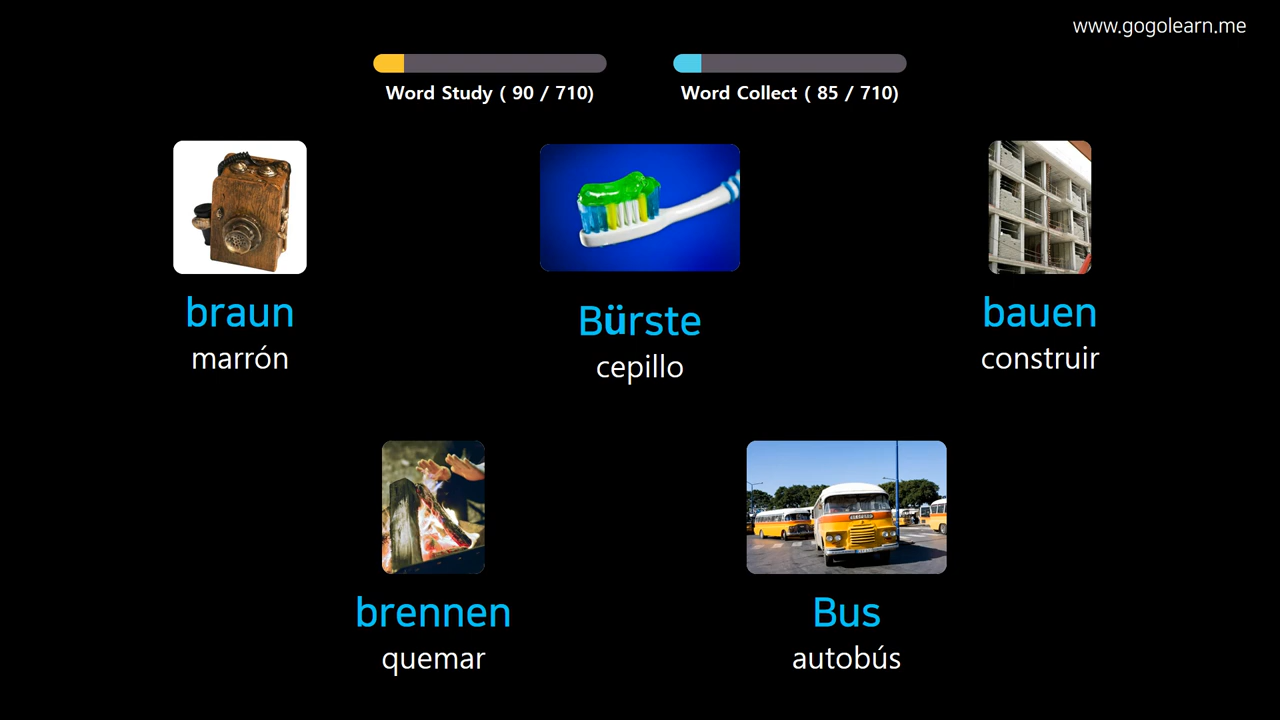 www.gogolearn.me
Word Study ( 90 / 710)
Word Collect ( 85 / 710)
braun
marrón
Bürste
cepillo
bauen
construir
brennen
quemar
Bus
autobús